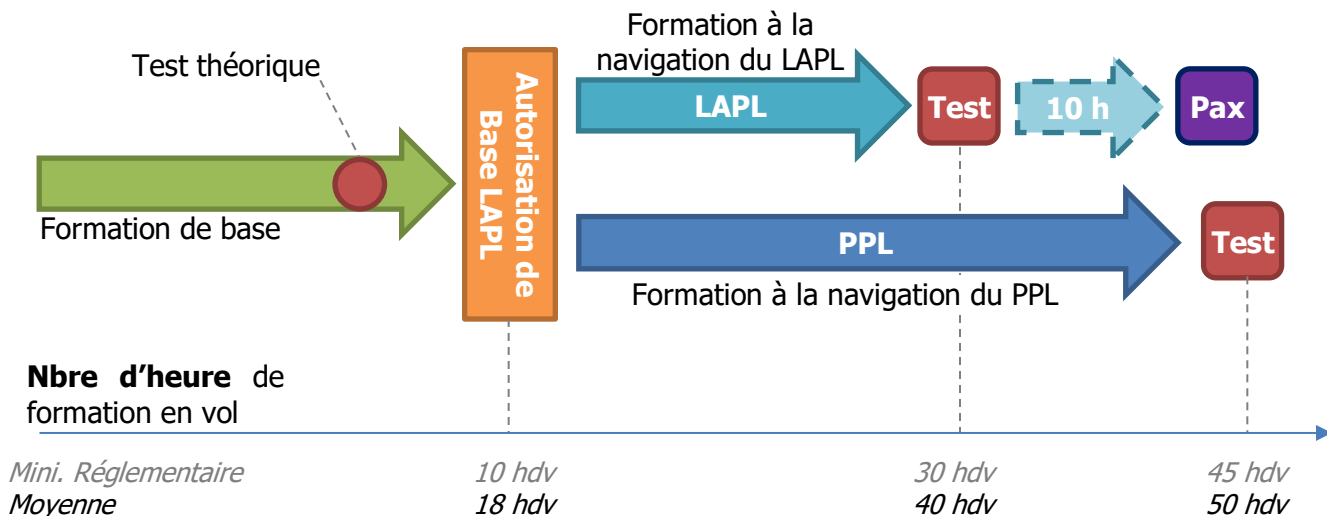 Formation à la
navigation du LAPL
Test théorique
Autorisation de
Base LAPL
LAPL
Test
10 h
Pax
Formation de base
PPL
Test
Formation à la navigation du PPL
Nbre d’heure de
formation en vol
Mini. Réglementaire 10 hdv 30 hdv 45 hdv
Moyenne 18 hdv 40 hdv 50 hdv